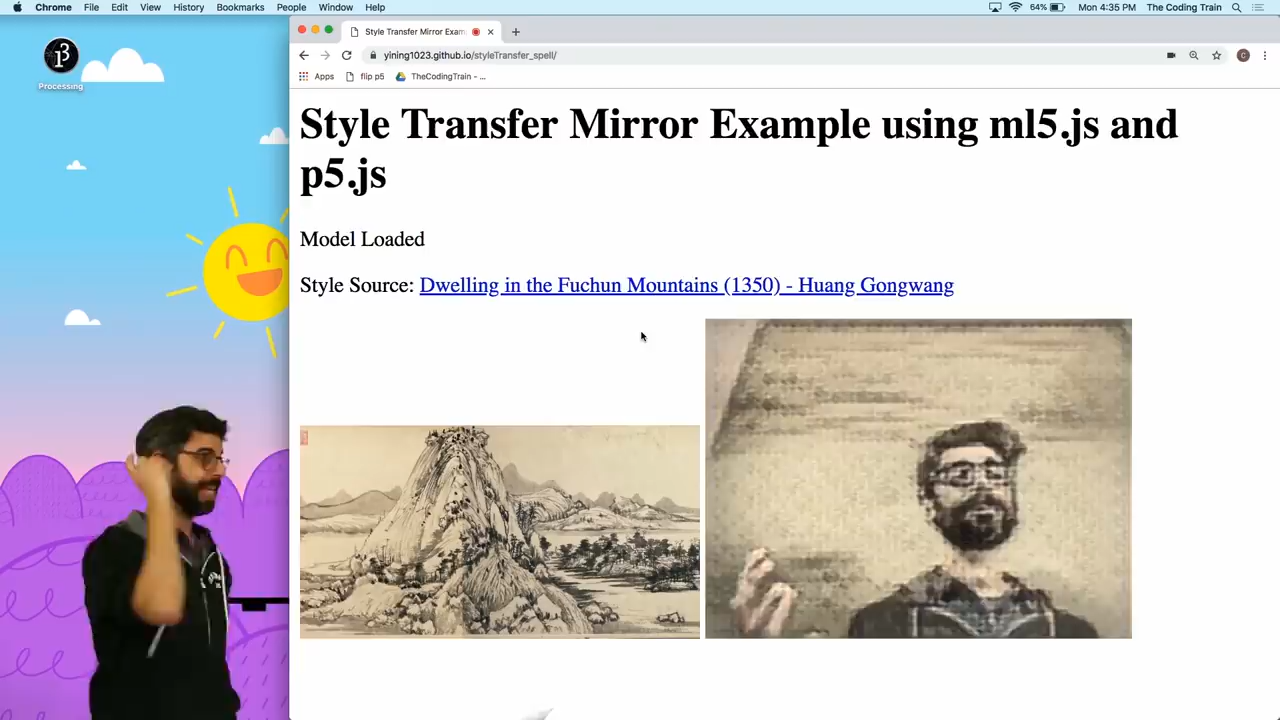 Chrome File Edit View History Bookmarks People Window Help
64% Mon 4:35 PM The Coding Train
Processing
Style Transfer Mirror Exam
yining1023.github.io/styleTransfer_spell/
C
Apps flip p5 TheCodingTrain - ...
Style Transfer Mirror Example using ml5.js and
p5.js
Model Loaded
Style Source: Dwelling in the Fuchun Mountains (1350) - Huang Gongwang